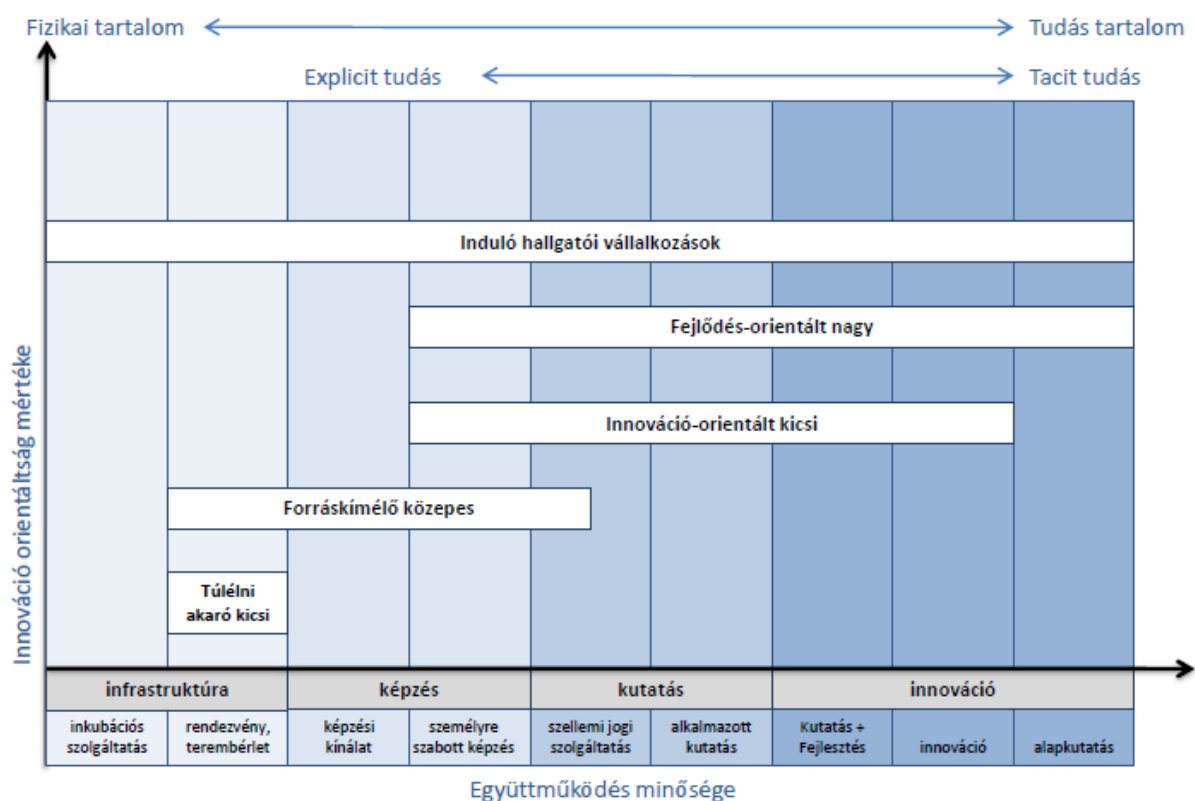 Fizikai tartalom
Tudás tartalom
Explicit tudás
Tacit tudás
Innováció orientáltság mértéke
Induló hallgatói vállalkozások
Fejlődés-orientált nagy
Innováció-orientált kicsi
Forráskímélő közepes
Túlélni
akaró kicsi
infrastruktúra
képzés
kutatás
innováció
inkubációs
szolgáltatás
rendezvény,
terembérlet
képzési
kínálat
személyre
szabott képzés
szellemi jogi
szolgáltatás
alkalmazott
kutatás
Kutatás +
Fejlesztés
innováció
alapkutatás
Együttműködés minősége